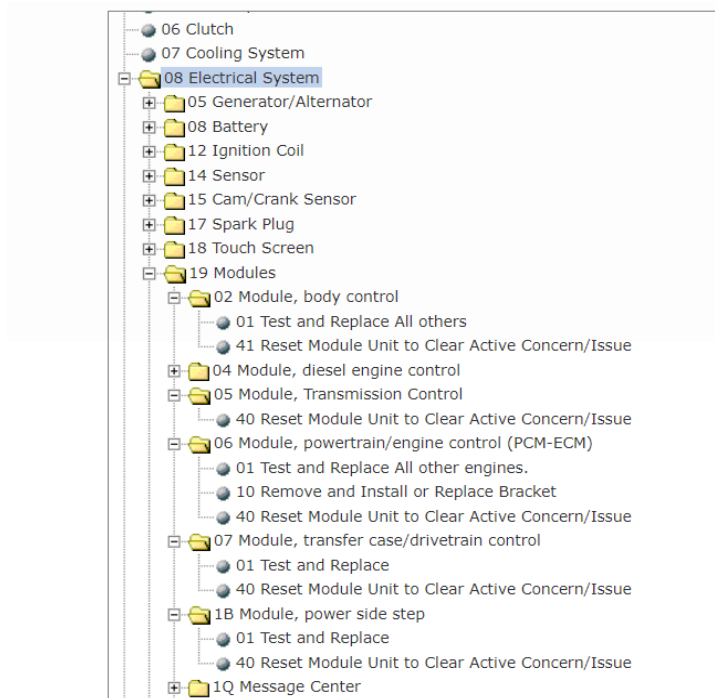 06 Clutch
07 Cooling System
08 Electrical System
05 Generator/Alternator
08 Battery
12 Ignition Coil
14 Sensor
15 Cam/Crank Sensor
17 Spark Plug
18 Touch Screen
19 Modules
02 Module, body control
01 Test and Replace All others
41 Reset Module Unit to Clear Active Concern/Issue
04 Module, diesel engine control
05 Module, Transmission Control
40 Reset Module Unit to Clear Active Concern/Issue
06 Module, powertrain/engine control (PCM-ECM)
01 Test and Replace All other engines.
10 Remove and Install or Replace Bracket
40 Reset Module Unit to Clear Active Concern/Issue
07 Module, transfer case/drivetrain control
01 Test and Replace
40 Reset Module Unit to Clear Active Concern/Issue
1B Module, power side step
01 Test and Replace
40 Reset Module Unit to Clear Active Concern/Issue
1Q Message Center